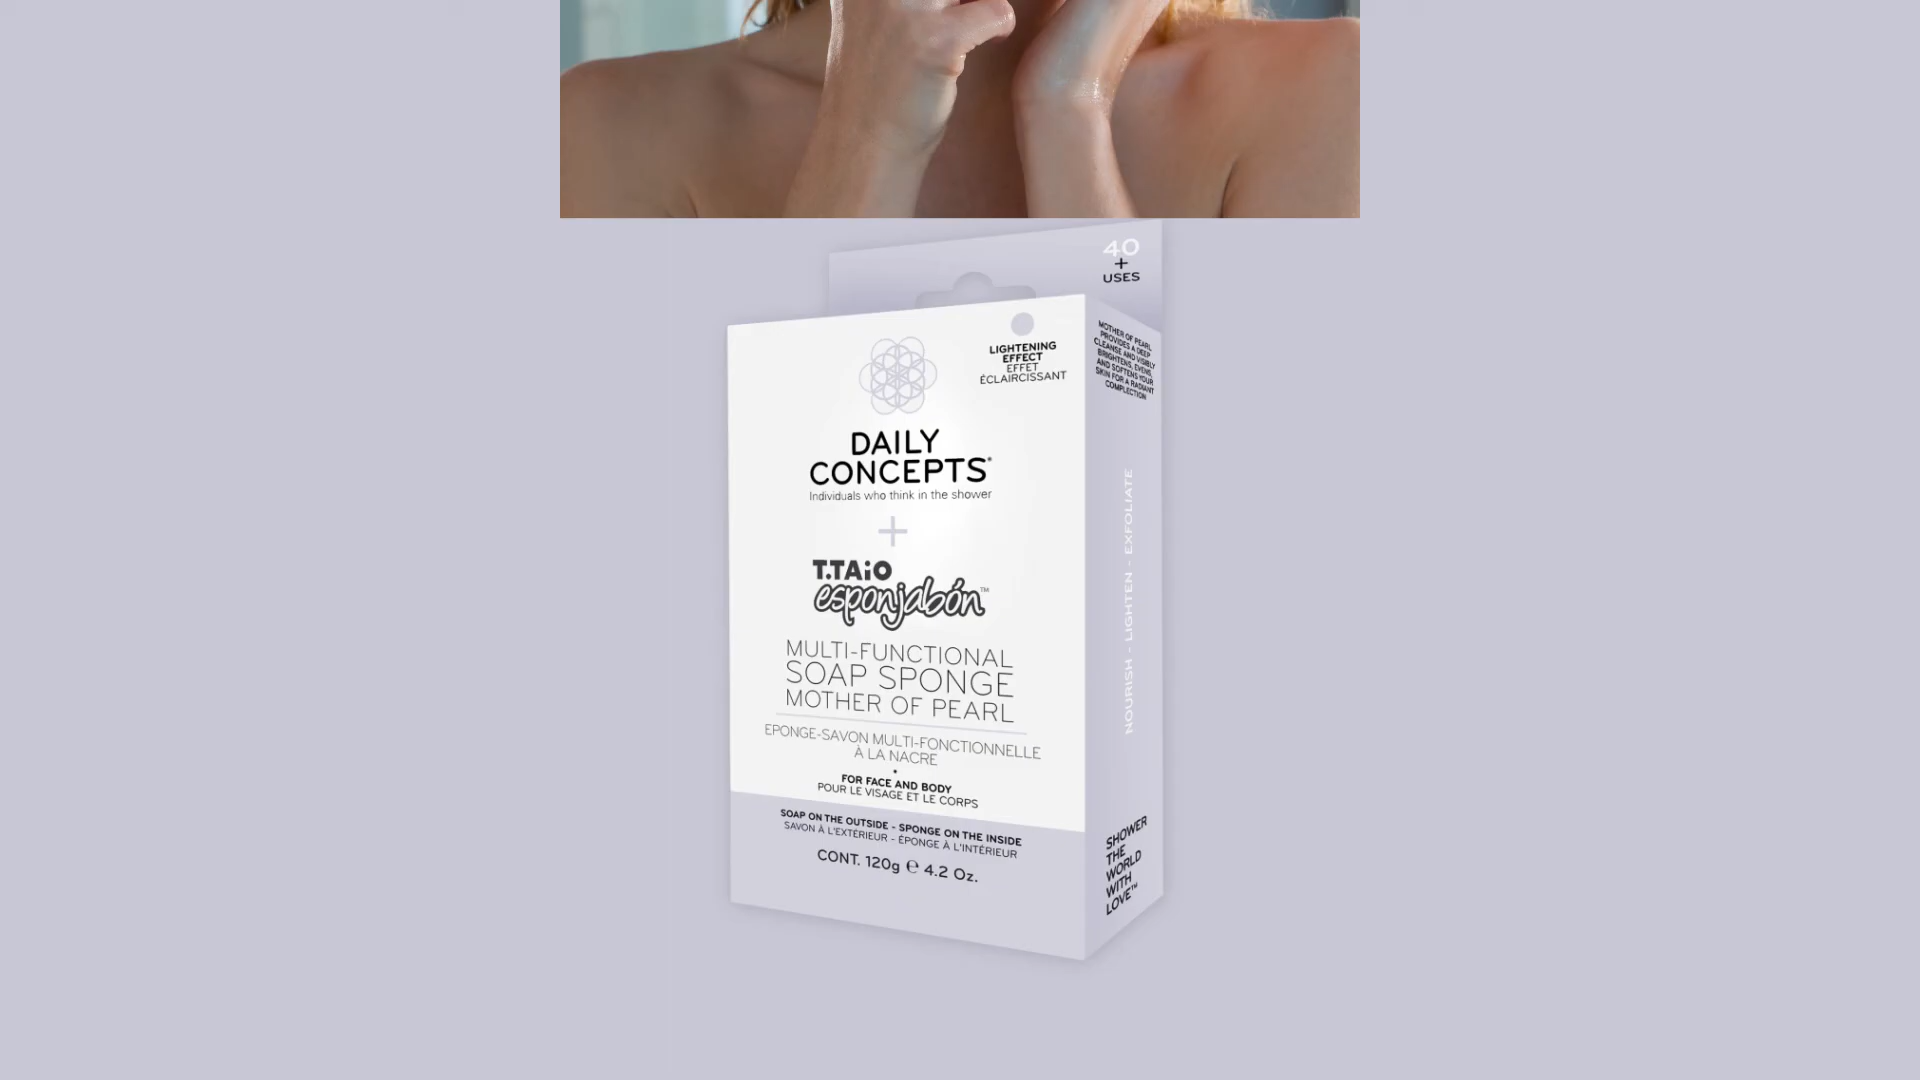 40
+
USES
LIGHTENING
EFFECT
EFFET
ÉCLAIRCISSANT
DAILY
CONCEPTS®
Individuals who think in the shower
+
T.TAiO
esponjabón™
MULTI-FUNCTIONAL
SOAP SPONGE
MOTHER OF PEARL
EPONGE-SAVON MULTI-FONCTIONNELLE
À LA NACRE
•
FOR FACE AND BODY
POUR LE VISAGE ET LE CORPS
SOAP ON THE OUTSIDE - SPONGE ON THE INSIDE
SAVON À L'EXTÉRIEUR - ÉPONGE À L'INTÉRIEUR
CONT. 120g ℮ 4.2 Oz.
MOTHER OF PEARL
PROVIDES A DEEP
CLEANSE AND VISIBLY
BRIGHTENS, EVENS,
AND SOFTENS YOUR
SKIN FOR A RADIANT
COMPLECTION
NOURISH - LIGHTEN - EXFOLIATE
SHOWER
THE
WORLD
WITH
LOVE™